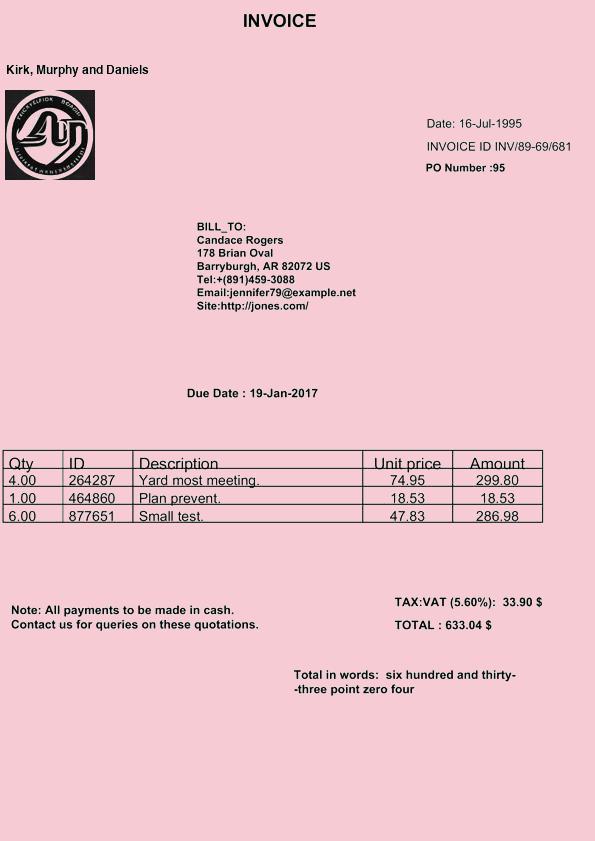 INVOICE
Kirk, Murphy and Daniels
Date: 16-Jul-1995
INVOICE ID INV/89-69/681
PO Number :95
BILL_TO:
Candace Rogers
178 Brian Oval
Barryburgh, AR 82072 US
Tel:+(891)459-3088
Email:jennifer79@example.net
Site:http://jones.com/
Due Date : 19-Jan-2017
Qty ID Description Unit price Amount
4.00 264287 Yard most meeting. 74.95 299.80
1.00 464860 Plan prevent. 18.53 18.53
6.00 877651 Small test. 47.83 286.98
Note: All payments to be made in cash.
Contact us for queries on these quotations.
TAX:VAT (5.60%): 33.90 $
TOTAL : 633.04 $
Total in words: six hundred and thirty-
-three point zero four